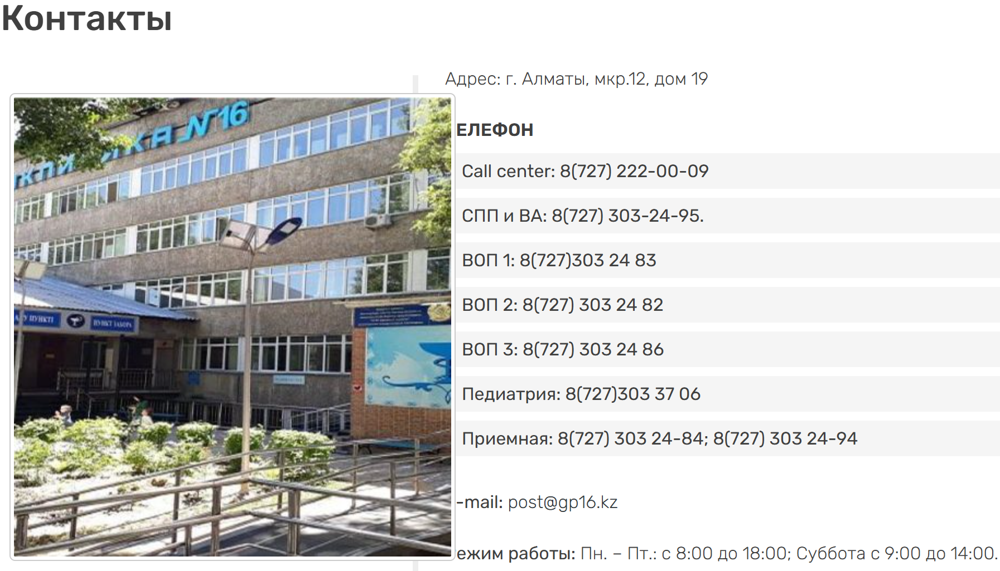 Контакты
Адрес: г. Алматы, мкр.12, дом 19
ЕЛЕФОН
Call center: 8(727) 222-00-09
СПП и ВА: 8(727) 303-24-95.
ВОП 1: 8(727)303 24 83
ВОП 2: 8(727) 303 24 82
ВОП 3: 8(727) 303 24 86
Педиатрия: 8(727)303 37 06
Приемная: 8(727) 303 24-84; 8(727) 303 24-94
-mail: post@gp16.kz
ежим работы: Пн. – Пт.: с 8:00 до 18:00; Суббота с 9:00 до 14:00.
№16
ПУНКТІ
ПУНКТ ЗАБОРА